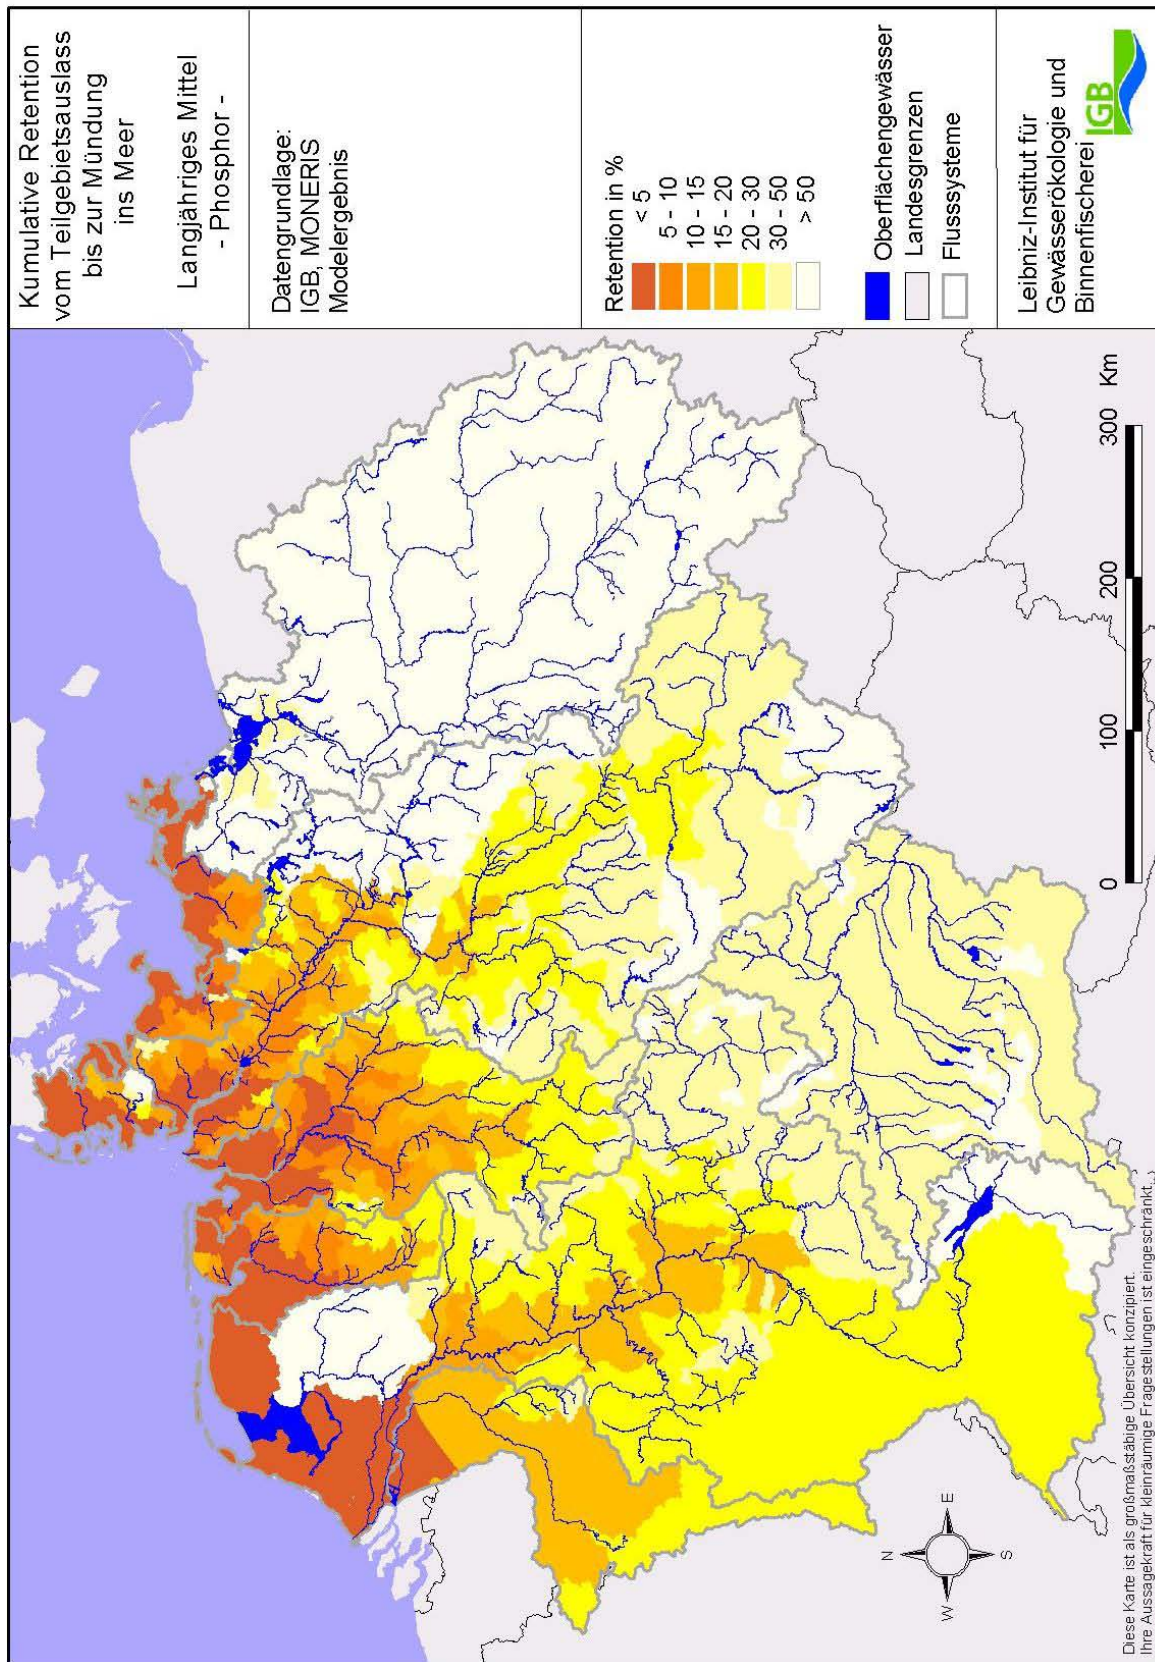 Kumulative Retention
vom Teilgebietsauslass
bis zur Mündung
ins Meer
Langjähriges Mittel
- Phosphor -
Datengrundlage:
IGB, MONERIS
Modelergebnis
Retention in %
< 5
5 - 10
10 - 15
15 - 20
20 - 30
30 - 50
> 50
Oberflächengewässer
Landesgrenzen
Flusssysteme
Leibniz-Institut für
Gewässerökologie und
Binnenfischerei
IGB
N
W E
S
0 100 200 300 Km
Diese Karte ist als großmaßstäbige Übersicht konzipiert.
Ihre Aussagekraft für kleinräumige Fragestellungen ist eingeschränkt.